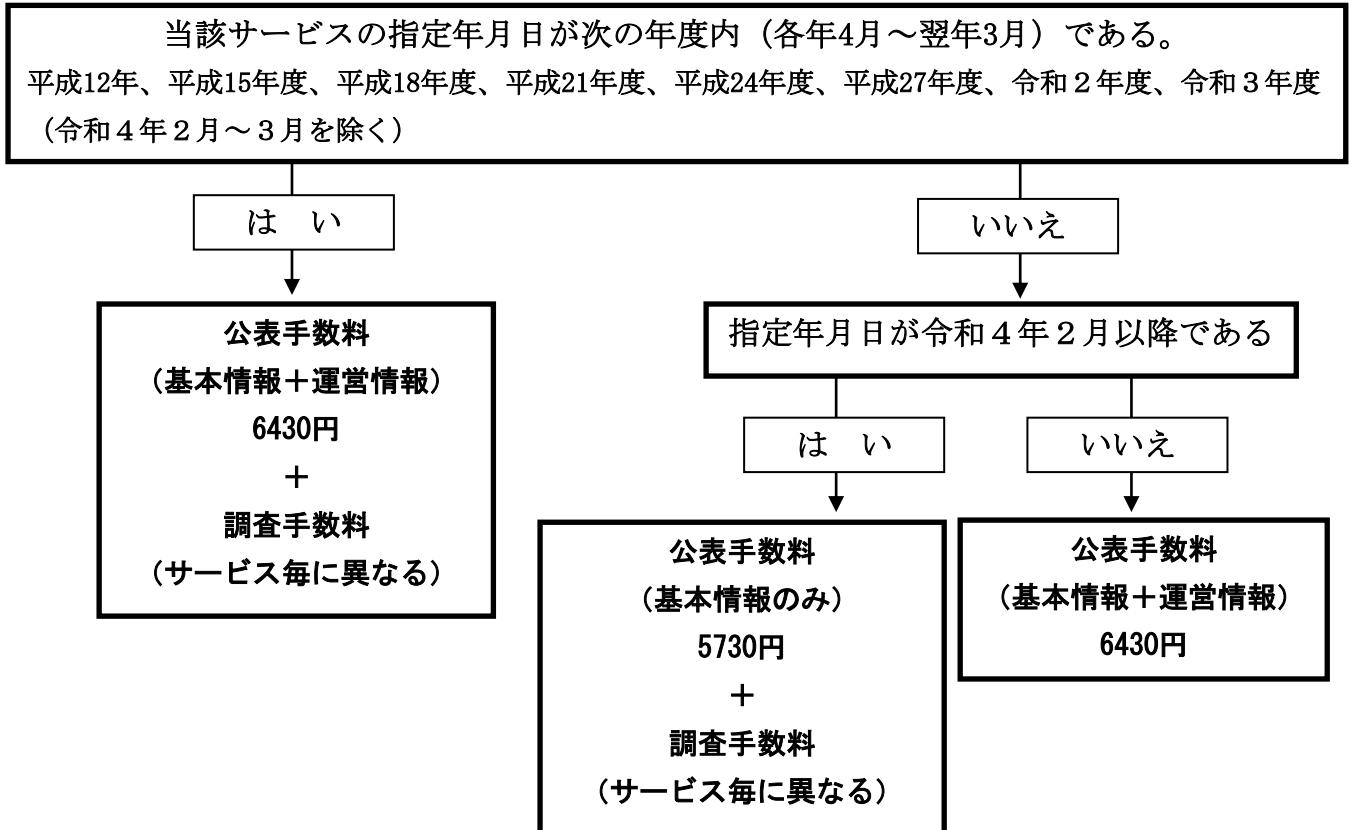 当該サービスの指定年月日が次の年度内（各年4月～翌年3月）である。
平成12年、平成15年度、平成18年度、平成21年度、平成24年度、平成27年度、令和２年度、令和３年度
（令和４年２月～３月を除く）
は　い
いいえ
公表手数料
（基本情報＋運営情報）
6430円
＋
調査手数料
（サービス毎に異なる）
指定年月日が令和４年２月以降である
は　い
いいえ
公表手数料
（基本情報のみ）
5730円
＋
調査手数料
（サービス毎に異なる）
公表手数料
（基本情報＋運営情報）
6430円